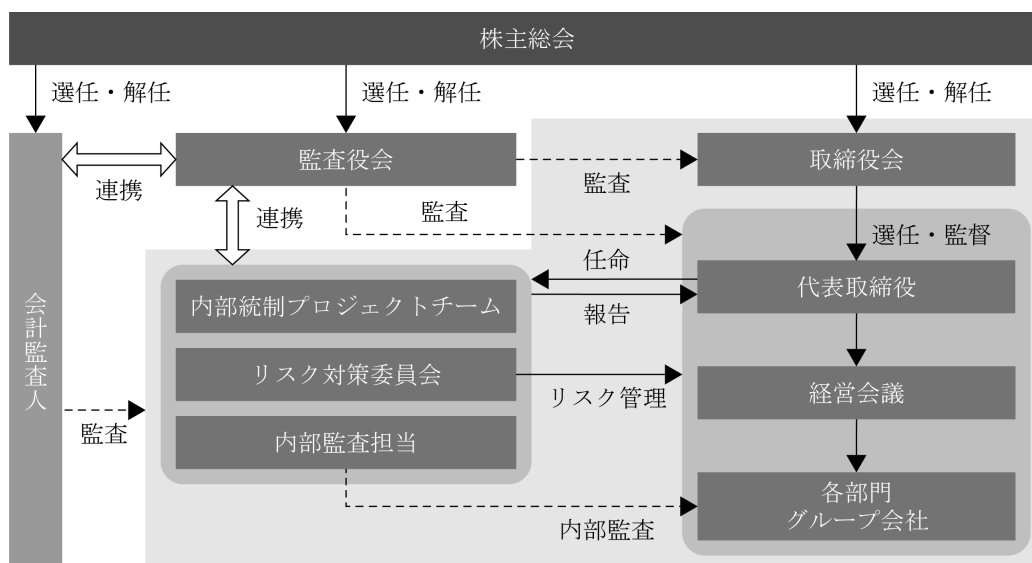 株主総会
選任・解任
選任・解任
選任・解任
監査役会
取締役会
連携
監査
連携
監査
選任・監督
任命
代表取締役
内部統制プロジェクトチーム
報告
会計監査人
リスク対策委員会
リスク管理
経営会議
監査
内部監査担当
各部門
グループ会社
内部監査